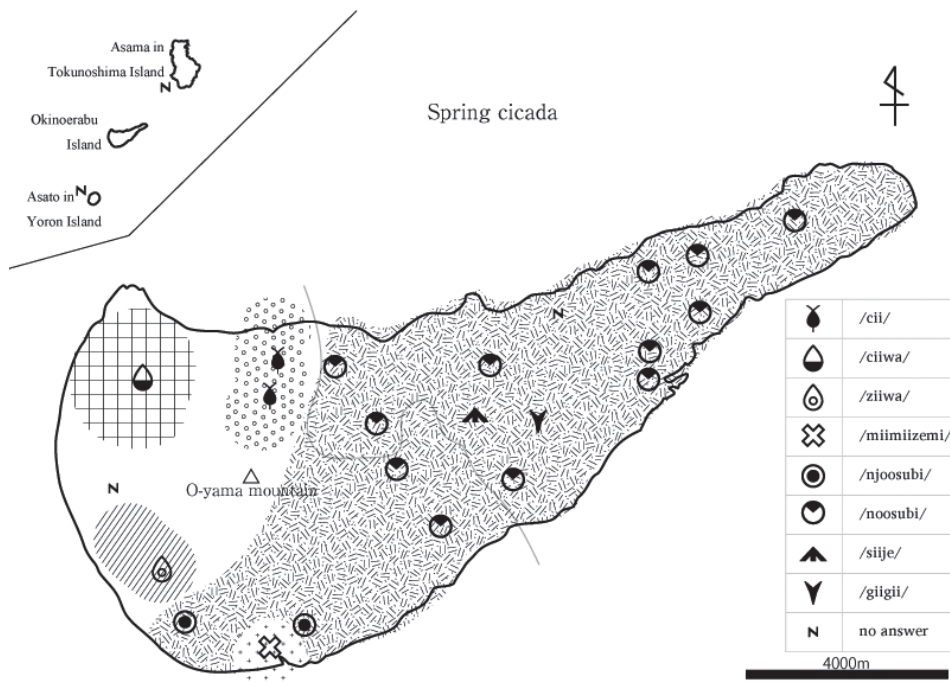 Asama in
Tokunoshima Island
N
Okinoerabu
Island
Asato in N
Yoron Island
Spring cicada
N
N
O-yama mountain
/cii/
/ciiwa/
/ziiwa/
/miimiizemi/
/njoosubi/
/noosubi/
/siije/
/giigii/
N no answer
4000m